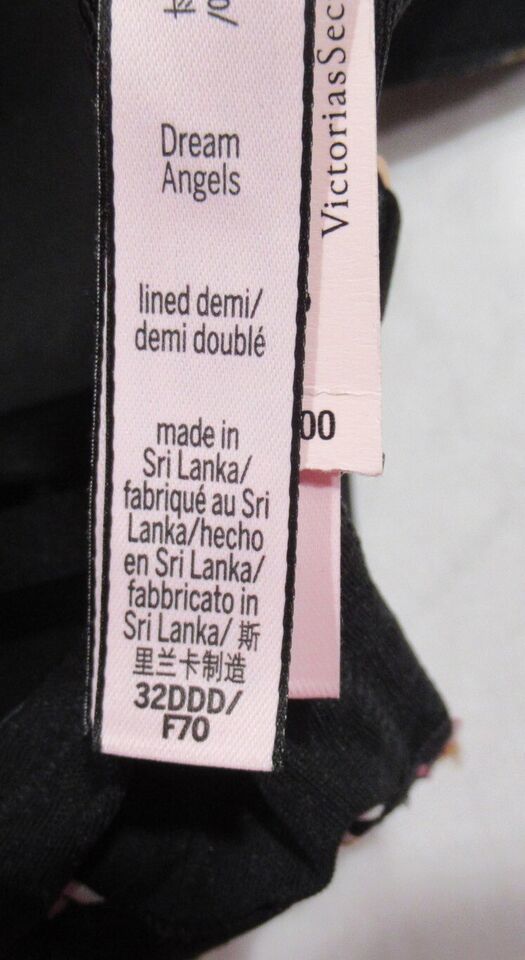 Dream
Angels
lined demi/
demi doublé
made in
Sri Lanka/
fabriqué au Sri
Lanka/hecho
en Sri Lanka/
fabbricato in
Sri Lanka/ 斯
里兰卡制造
32DDD/
F70
VictoriasSec
00